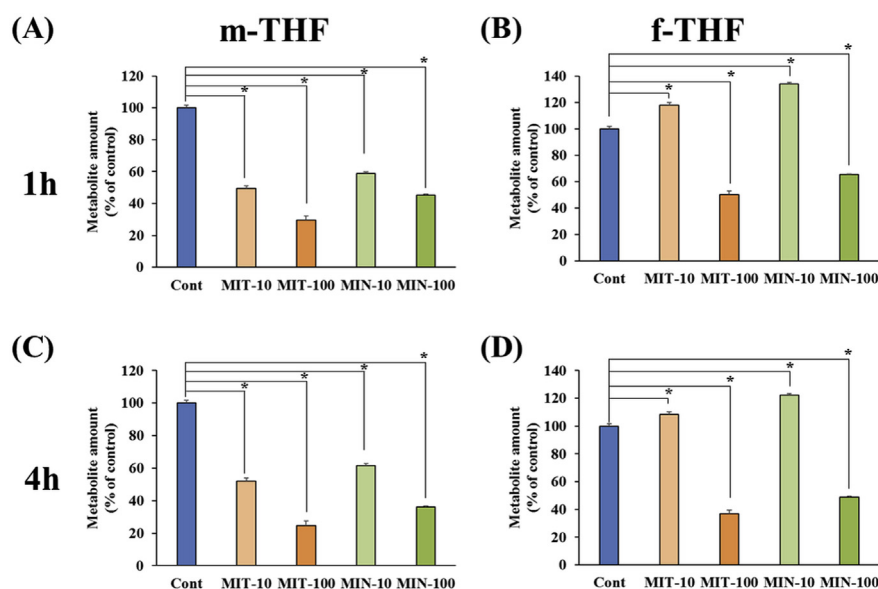 (A)
m-THF
(B)
f-THF
1h
Metabolite amount
(% of control)
120
100
80
60
40
20
0
*
*
*
*
Cont MIT-10 MIT-100 MIN-10 MIN-100
Metabolite amount
(% of control)
140
120
100
80
60
40
20
0
*
*
*
*
Cont MIT-10 MIT-100 MIN-10 MIN-100
(C)
(D)
4h
Metabolite amount
(% of control)
120
100
80
60
40
20
0
*
*
*
*
Cont MIT-10 MIT-100 MIN-10 MIN-100
Metabolite amount
(% of control)
140
120
100
80
60
40
20
0
*
*
*
*
Cont MIT-10 MIT-100 MIN-10 MIN-100